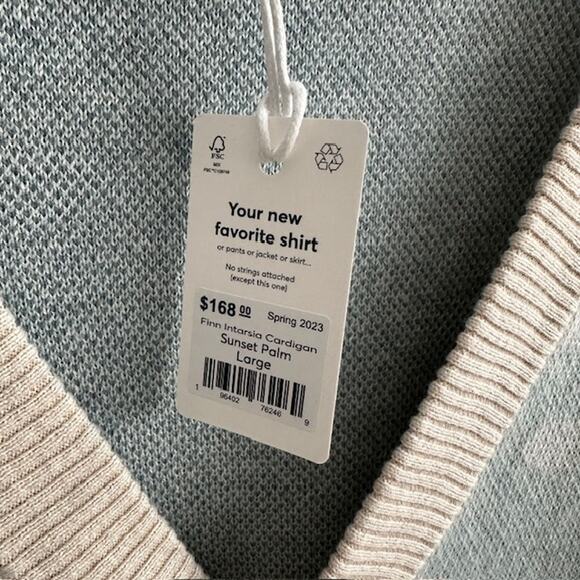 FSC
MIX
Your new
favorite shirt
or pants or jacket or skirt...
No strings attached
(except this one)
$168 00 Spring 2023
Finn Intarsia Cardigan
Sunset Palm
Large
1 96402 76246 9